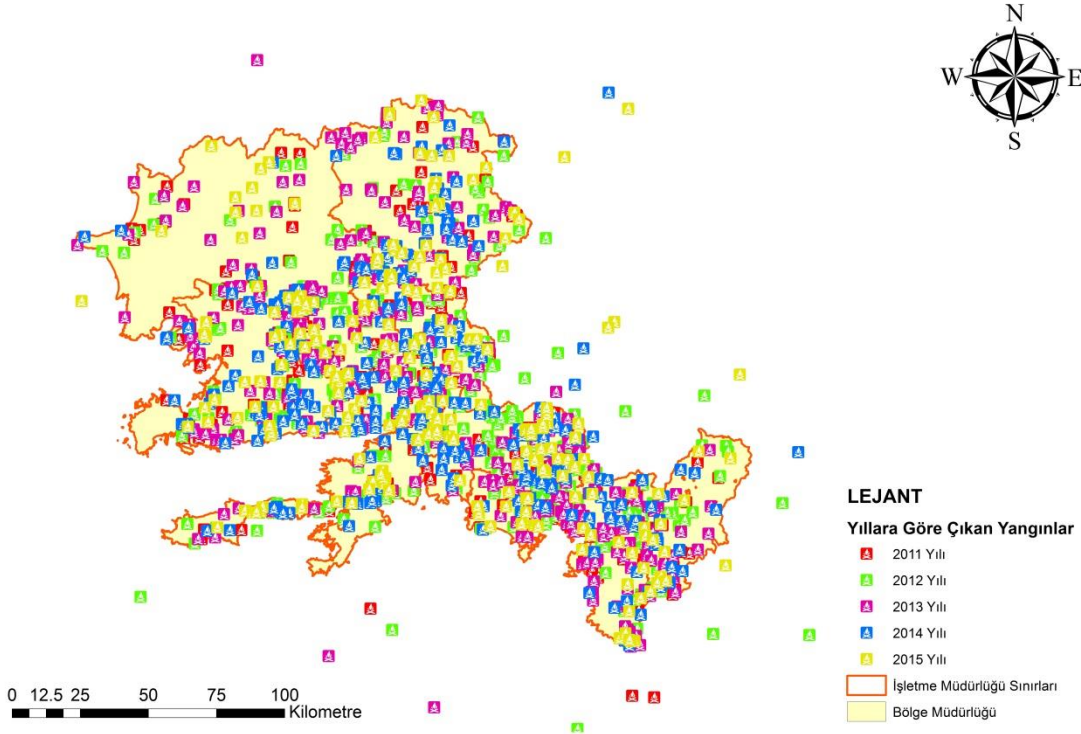 N
W E
S
LEJANT
Yıllara Göre Çıkan Yangınlar
2011 Yılı
2012 Yılı
2013 Yılı
2014 Yılı
2015 Yılı
İşletme Müdürlüğü Sınırları
Bölge Müdürlüğü
0 12.5 25 50 75 100
Kilometre